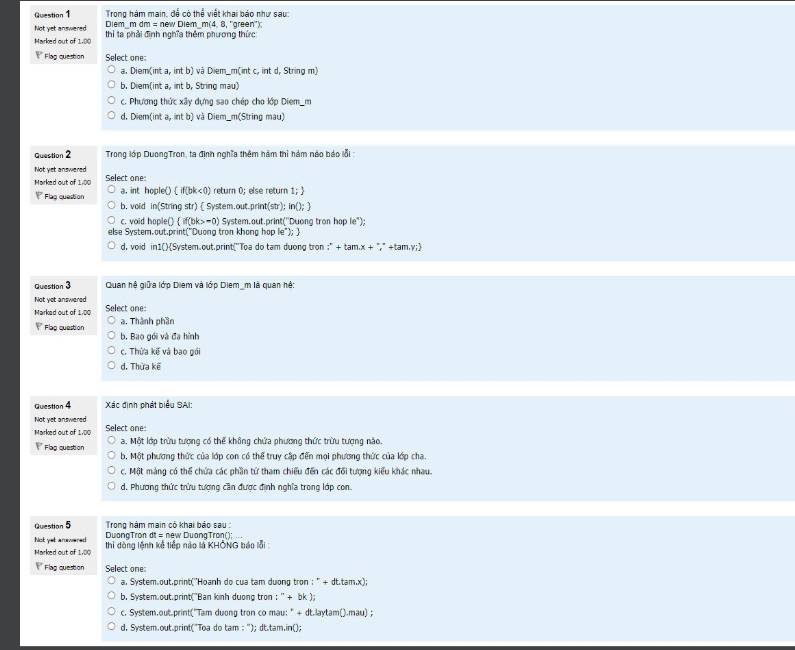 Question 1
Not yet answered
Marked out of 1.00
Flag question
Trong hàm main, để có thể viết khai báo như sau:
Diem_m dm = new Diem_m(4, 8, "green");
thì ta phải định nghĩa thêm phương thức:
Select one:
a. Diem(int a, int b) và Diem_m(int c, int d, String m)
b. Diem(int a, int b, String mau)
c. Phương thức xây dựng sao chép cho lớp Diem_m
d. Diem(int a, int b) và Diem_m(String mau)
Question 2
Not yet answered
Marked out of 1.00
Flag question
Trong lớp DuongTron, ta định nghĩa thêm hàm thì hàm nào báo lỗi :
Select one:
a. int hople() { if(bk<0) return 0; else return 1; }
b. void in(String str) { System.out.print(str); in(); }
c. void hople() { if(bk>=0) System.out.print("Duong tron hop le");
else System.out.print("Duong tron khong hop le"); }
d. void in1(){System.out.print("Toa do tam duong tron :" + tam.x + "," +tam.y;}
Question 3
Not yet answered
Marked out of 1.00
Flag question
Quan hệ giữa lớp Diem và lớp Diem_m là quan hệ:
Select one:
a. Thành phần
b. Bao gói và đa hình
c. Thừa kế và bao gói
d. Thừa kế
Question 4
Not yet answered
Marked out of 1.00
Flag question
Xác định phát biểu SAI:
Select one:
a. Một lớp trừu tượng có thể không chứa phương thức trừu tượng nào.
b. Một phương thức của lớp con có thể truy cập đến mọi phương thức của lớp cha.
c. Một mảng có thể chứa các phần tử tham chiếu đến các đối tượng kiểu khác nhau.
d. Phương thức trừu tượng cần được định nghĩa trong lớp con.
Question 5
Not yet answered
Marked out of 1.00
Flag question
Trong hàm main có khai báo sau :
DuongTron dt = new DuongTron(); ...
thì dòng lệnh kế tiếp nào là KHÔNG báo lỗi :
Select one:
a. System.out.print("Hoanh do cua tam duong tron : " + dt.tam.x);
b. System.out.print("Ban kinh duong tron : " + bk );
c. System.out.print("Tam duong tron co mau: " + dt.laytam().mau) ;
d. System.out.print("Toa do tam : "); dt.tam.in();